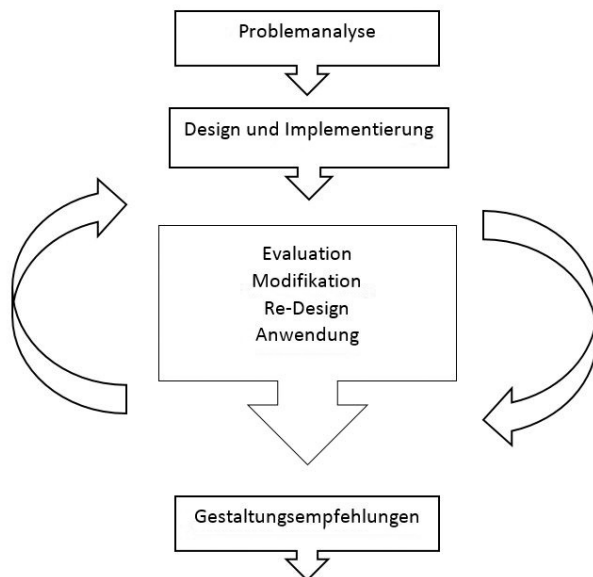 Problemanalyse
Design und Implementierung
Evaluation
Modifikation
Re-Design
Anwendung
Gestaltungsempfehlungen